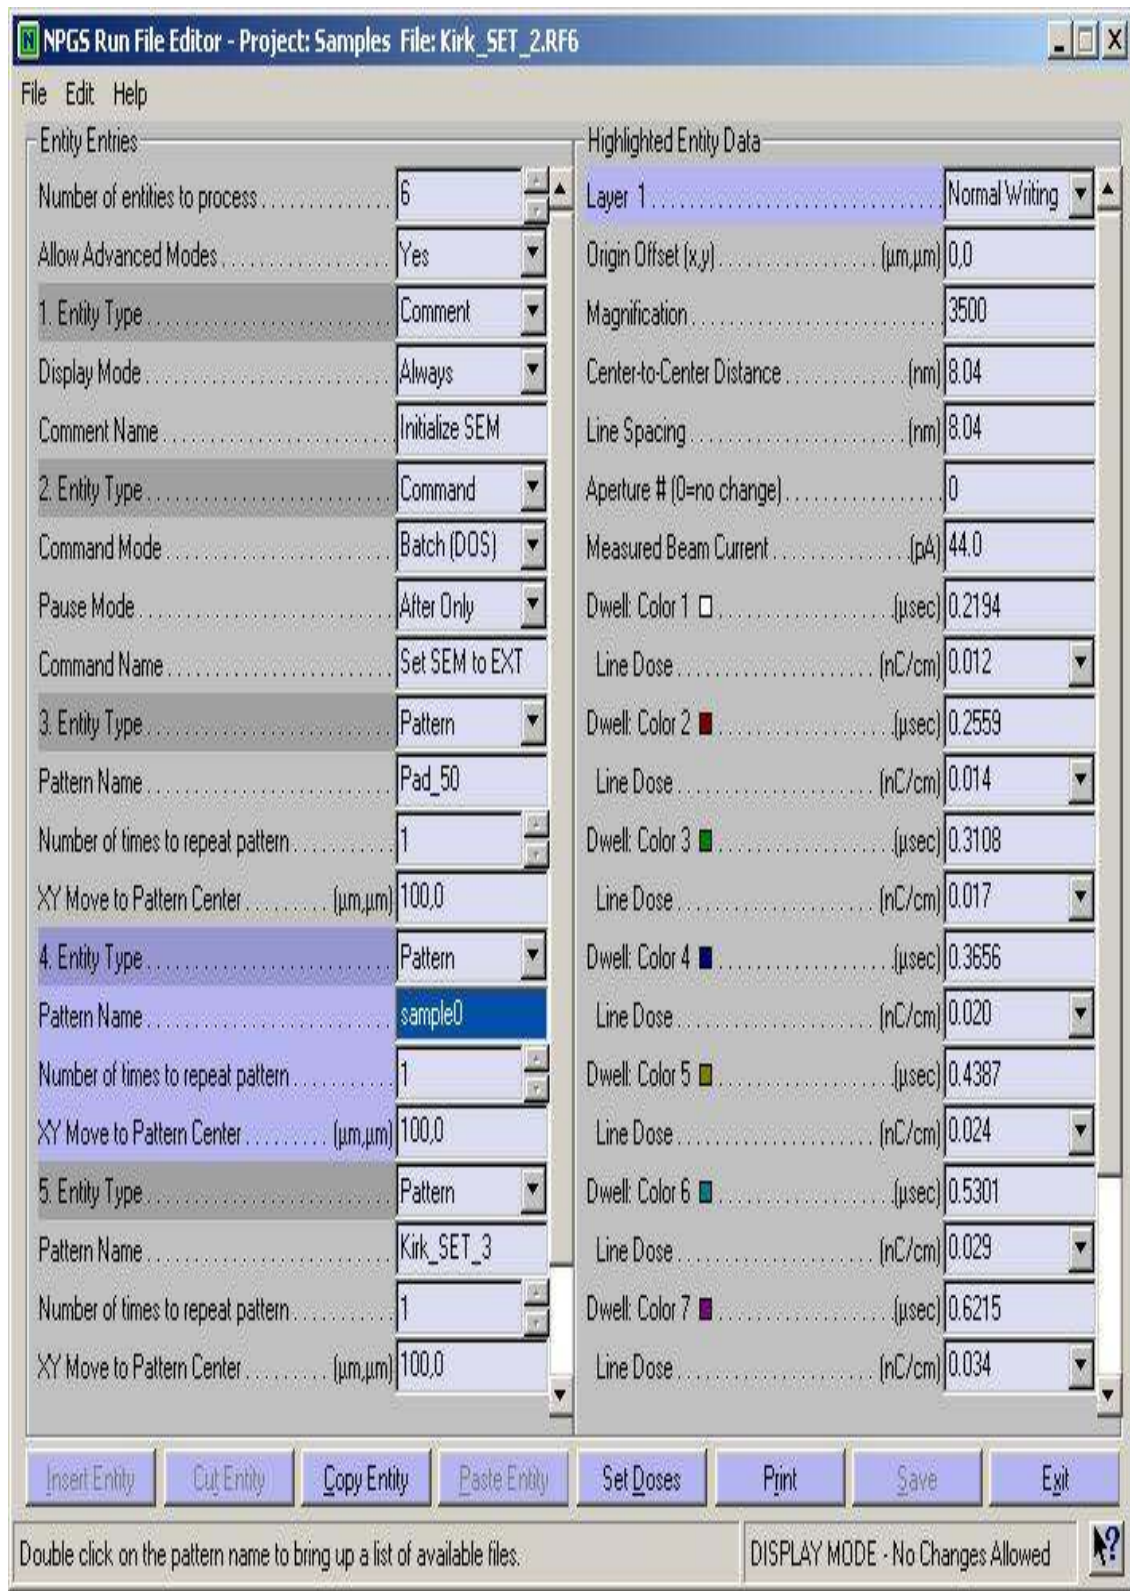 NPGS Run File Editor - Project: Samples File: Kirk_SET_2.RF6
File Edit Help
Entity Entries
Number of entities to process 6
Allow Advanced Modes Yes
1. Entity Type Comment
Display Mode Always
Comment Name Initialize SEM
2. Entity Type Command
Command Mode Batch (DOS)
Pause Mode After Only
Command Name Set SEM to EXT
3. Entity Type Pattern
Pattern Name Pad_50
Number of times to repeat pattern 1
XY Move to Pattern Center (µm,µm) 100,0
4. Entity Type Pattern
Pattern Name sample0
Number of times to repeat pattern 1
XY Move to Pattern Center (µm,µm) 100,0
5. Entity Type Pattern
Pattern Name Kirk_SET_3
Number of times to repeat pattern 1
XY Move to Pattern Center (µm,µm) 100,0
Highlighted Entity Data
Layer 1 Normal Writing
Origin Offset (x,y) (µm,µm) 0,0
Magnification 3500
Center-to-Center Distance (nm) 8.04
Line Spacing (nm) 8.04
Aperture # (0=no change) 0
Measured Beam Current (pA) 44.0
Dwell: Color 1 (µsec) 0.2194
Line Dose (nC/cm) 0.012
Dwell: Color 2 (µsec) 0.2559
Line Dose (nC/cm) 0.014
Dwell: Color 3 (µsec) 0.3108
Line Dose (nC/cm) 0.017
Dwell: Color 4 (µsec) 0.3656
Line Dose (nC/cm) 0.020
Dwell: Color 5 (µsec) 0.4387
Line Dose (nC/cm) 0.024
Dwell: Color 6 (µsec) 0.5301
Line Dose (nC/cm) 0.029
Dwell: Color 7 (µsec) 0.6215
Line Dose (nC/cm) 0.034
Insert Entity Cut Entity Copy Entity Paste Entity Set Doses Print Save Exit
Double click on the pattern name to bring up a list of available files. DISPLAY MODE - No Changes Allowed